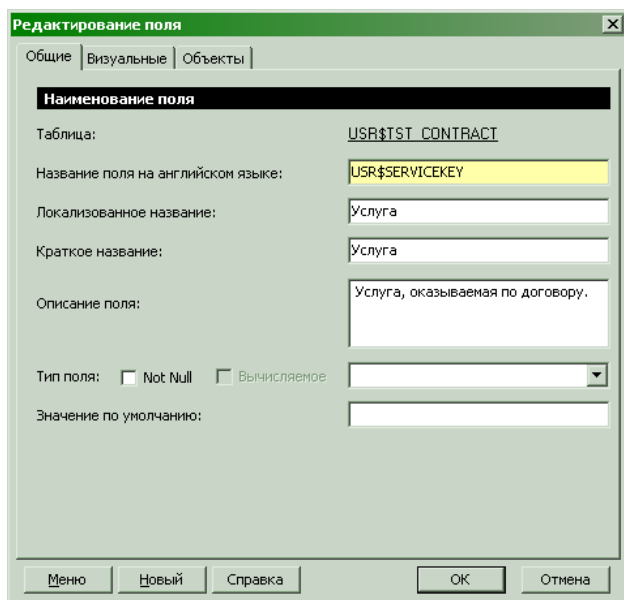 Редактирование поля
Общие Визуальные Объекты
Наименование поля
Таблица: USR$TST_CONTRACT
Название поля на английском языке: USR$SERVICEKEY
Локализованное название: Услуга
Краткое название: Услуга
Описание поля: Услуга, оказываемая по договору.
Тип поля: Not Null Вычисляемое
Значение по умолчанию:
Меню Новый Справка OK Отмена